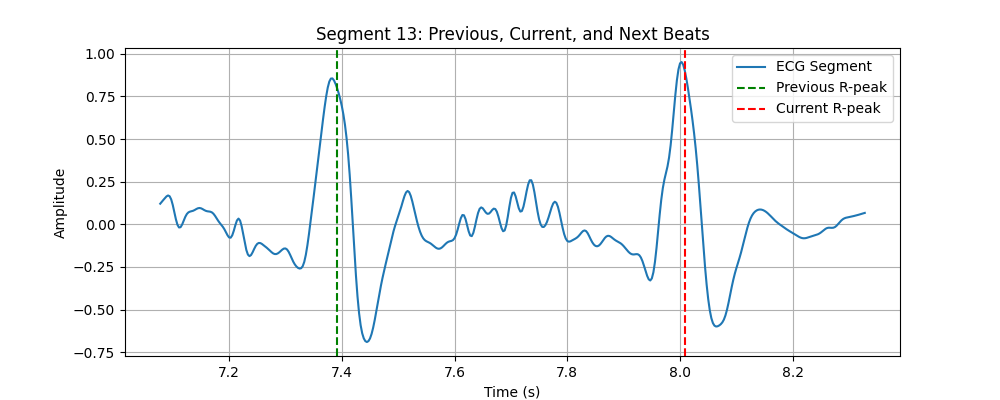 Segment 13: Previous, Current, and Next Beats
1.00
0.75
0.50
0.25
0.00
−0.25
−0.50
−0.75
Amplitude
ECG Segment
Previous R-peak
Current R-peak
7.2 7.4 7.6 7.8 8.0 8.2
Time (s)